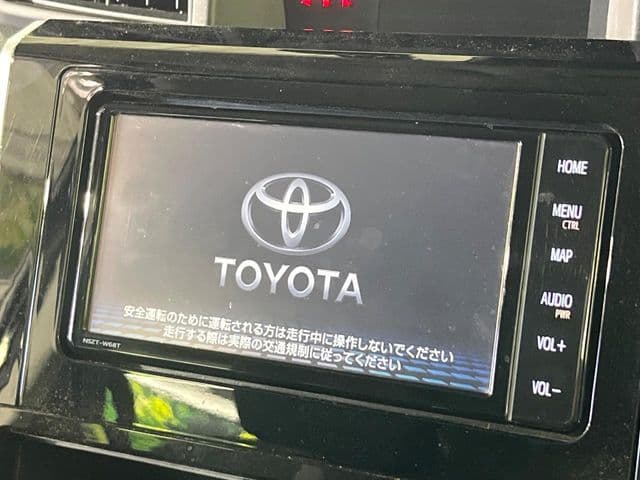 TOYOTA
安全運転のために運転される方は走行中に操作しないでください
走行する際は実際の交通規制に従ってください
NSZT-W68T
HOME
MENU
CTRL
MAP
AUDIO
PWR
VOL+
VOL−